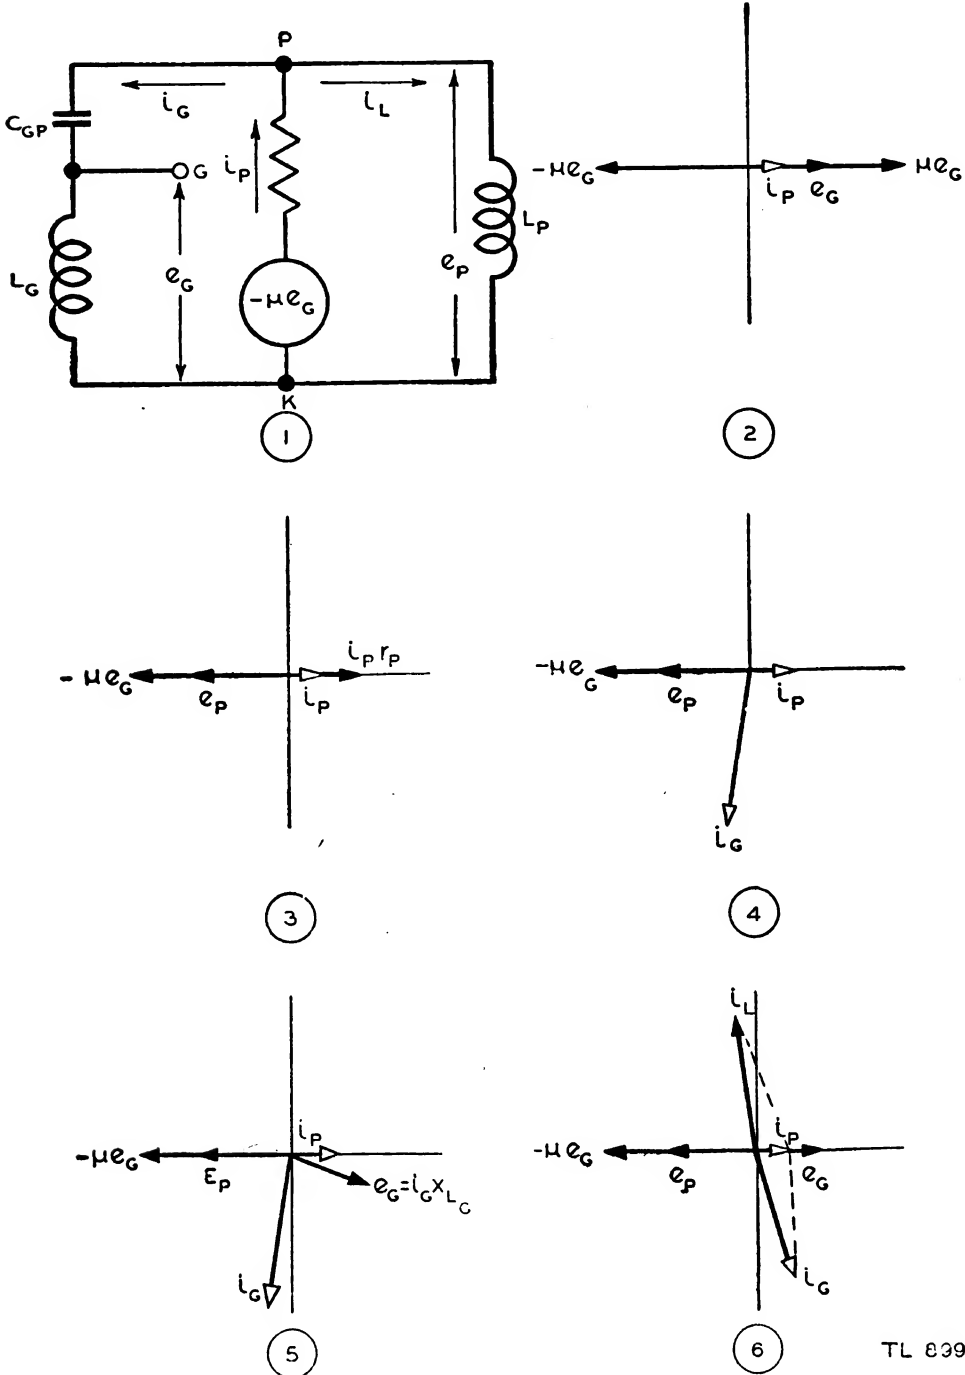 P
i_G
i_L
C_GP
G
i_P
L_G
e_G
-μe_G
e_P
L_P
K
1
-μe_G
i_P
e_G
μe_G
2
-μe_G
e_P
i_P
i_P r_P
3
-μe_G
e_P
i_P
i_G
4
-μe_G
E_P
i_P
e_G=i_G x_L_G
i_G
5
i_L
-μe_G
e_P
i_P
e_G
i_G
6
TL 899